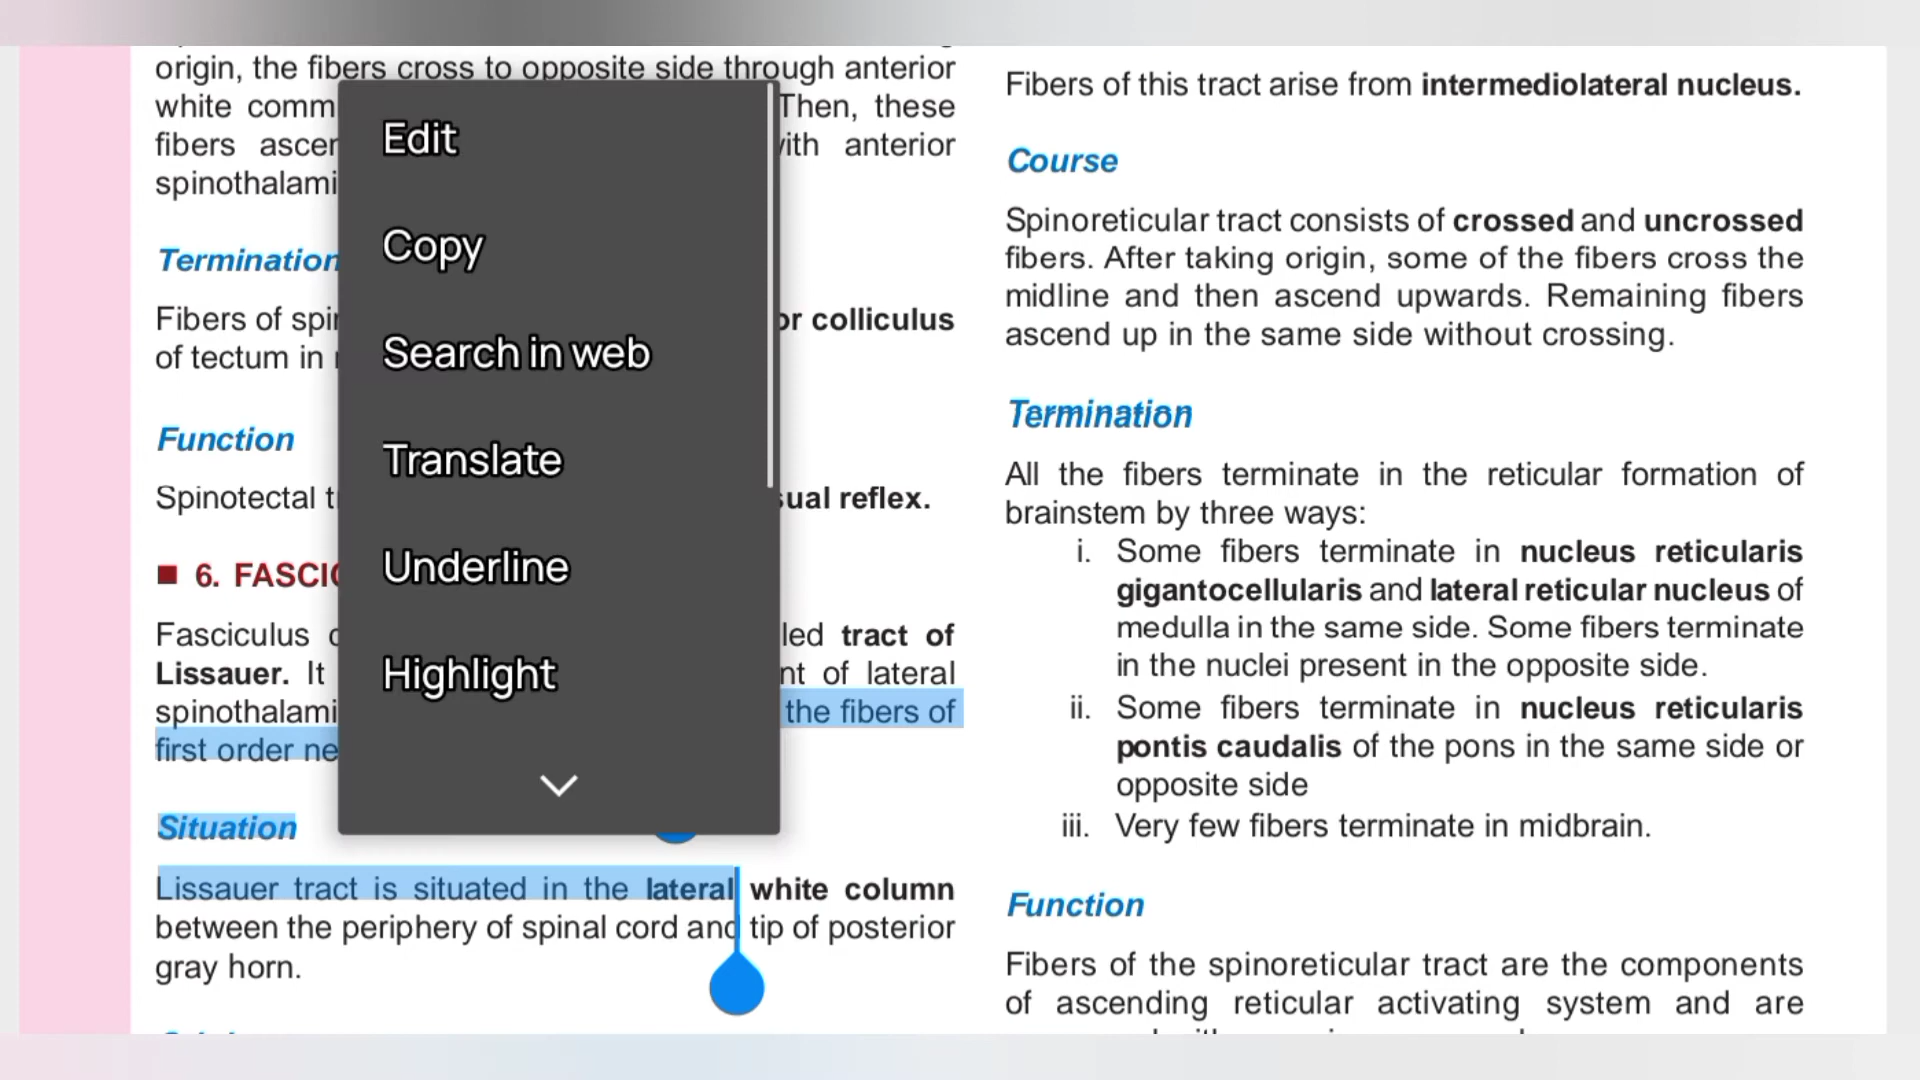 origin, the fibers cross to opposite side through anterior
white comm Then, these
fibers ascen with anterior
spinothalami
Termination
Fibers of spin or colliculus
of tectum in
Function
Spinotectal t sual reflex.
6. FASCIC
Fasciculus led tract of
Lissauer. It nt of lateral
spinothalami the fibers of
first order ne
Situation
Lissauer tract is situated in the lateral white column
between the periphery of spinal cord and tip of posterior
gray horn.
Edit
Copy
Search in web
Translate
Underline
Highlight
Fibers of this tract arise from intermediolateral nucleus.
Course
Spinoreticular tract consists of crossed and uncrossed
fibers. After taking origin, some of the fibers cross the
midline and then ascend upwards. Remaining fibers
ascend up in the same side without crossing.
Termination
All the fibers terminate in the reticular formation of
brainstem by three ways:
i. Some fibers terminate in nucleus reticularis
gigantocellularis and lateral reticular nucleus of
medulla in the same side. Some fibers terminate
in the nuclei present in the opposite side.
ii. Some fibers terminate in nucleus reticularis
pontis caudalis of the pons in the same side or
opposite side
iii. Very few fibers terminate in midbrain.
Function
Fibers of the spinoreticular tract are the components
of ascending reticular activating system and are